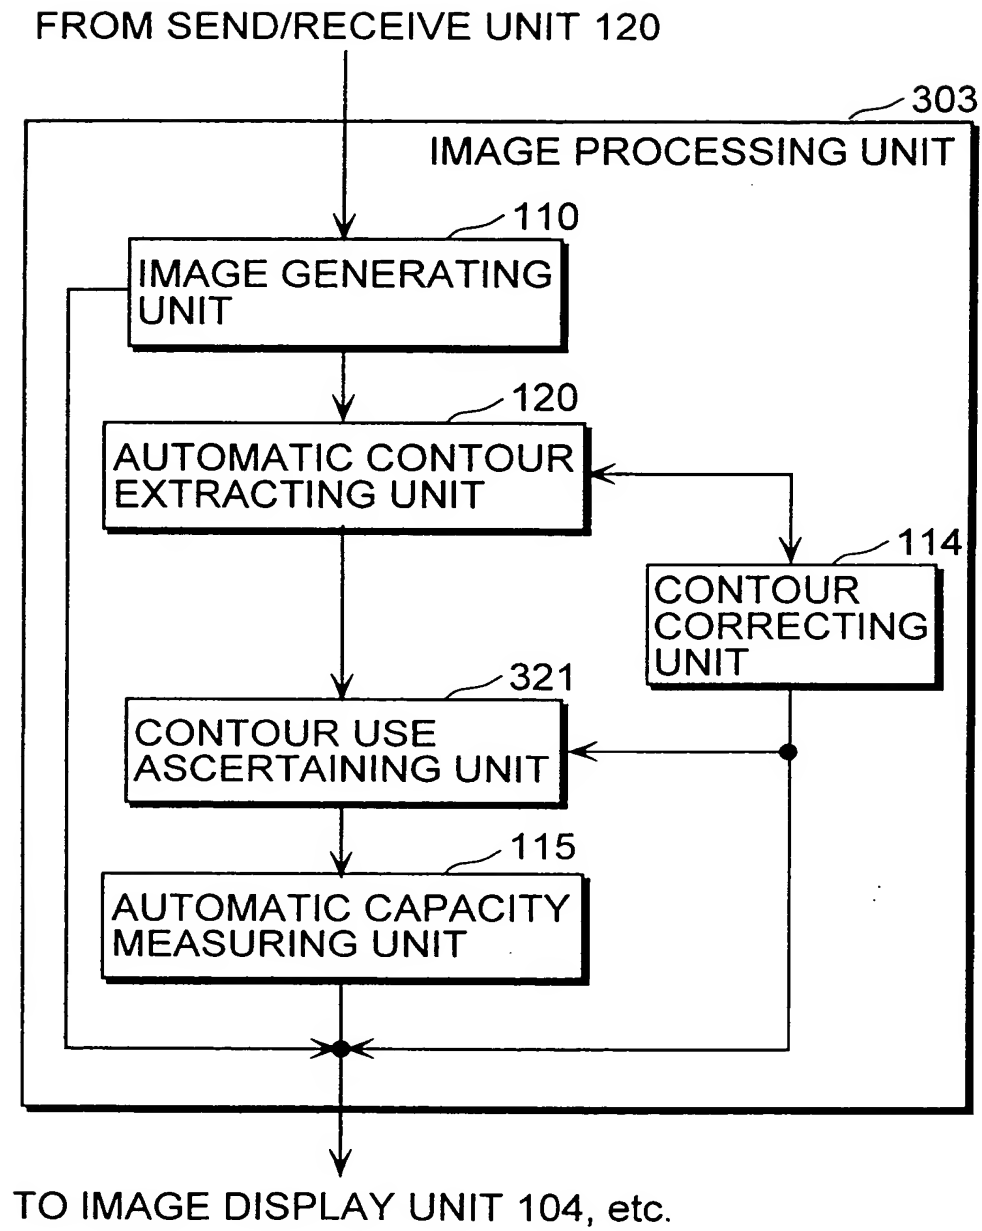 FROM SEND/RECEIVE UNIT 120
303
IMAGE PROCESSING UNIT
110
IMAGE GENERATING
UNIT
120
AUTOMATIC CONTOUR
EXTRACTING UNIT
114
CONTOUR
CORRECTING
UNIT
321
CONTOUR USE
ASCERTAINING UNIT
115
AUTOMATIC CAPACITY
MEASURING UNIT
TO IMAGE DISPLAY UNIT 104, etc.